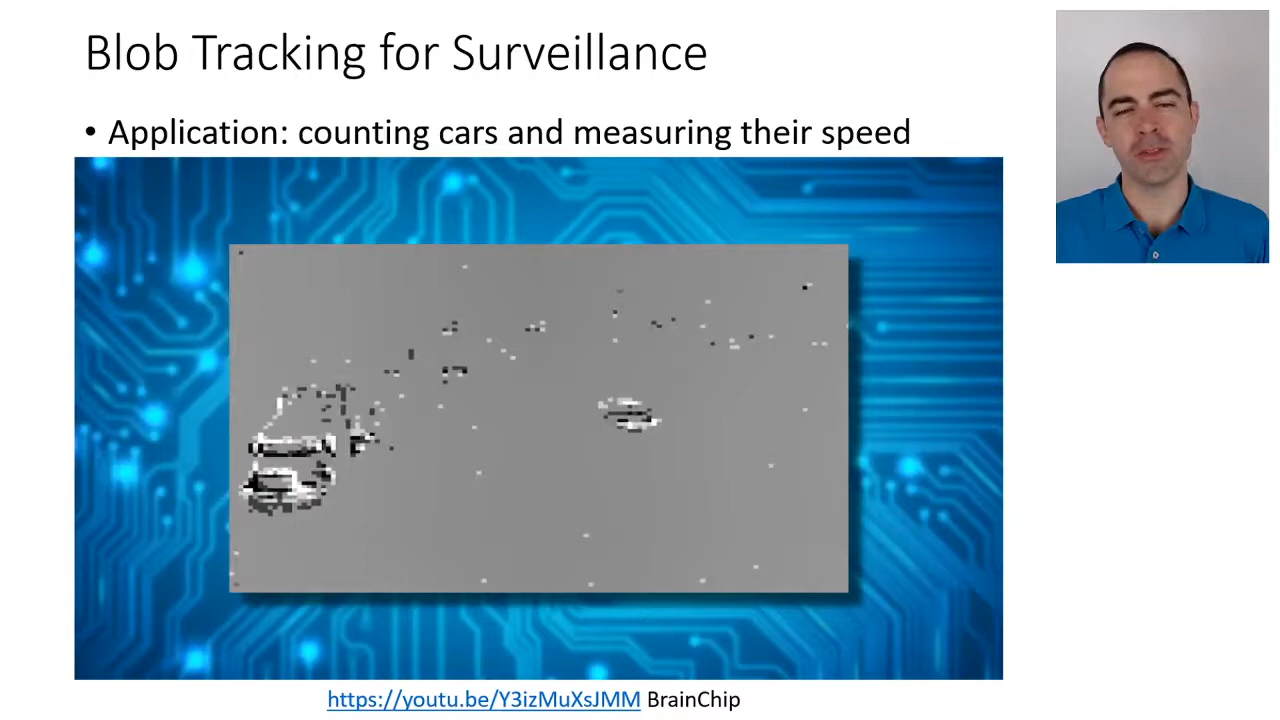 Blob Tracking for Surveillance
• Application: counting cars and measuring their speed
https://youtu.be/Y3izMuXsJMM BrainChip